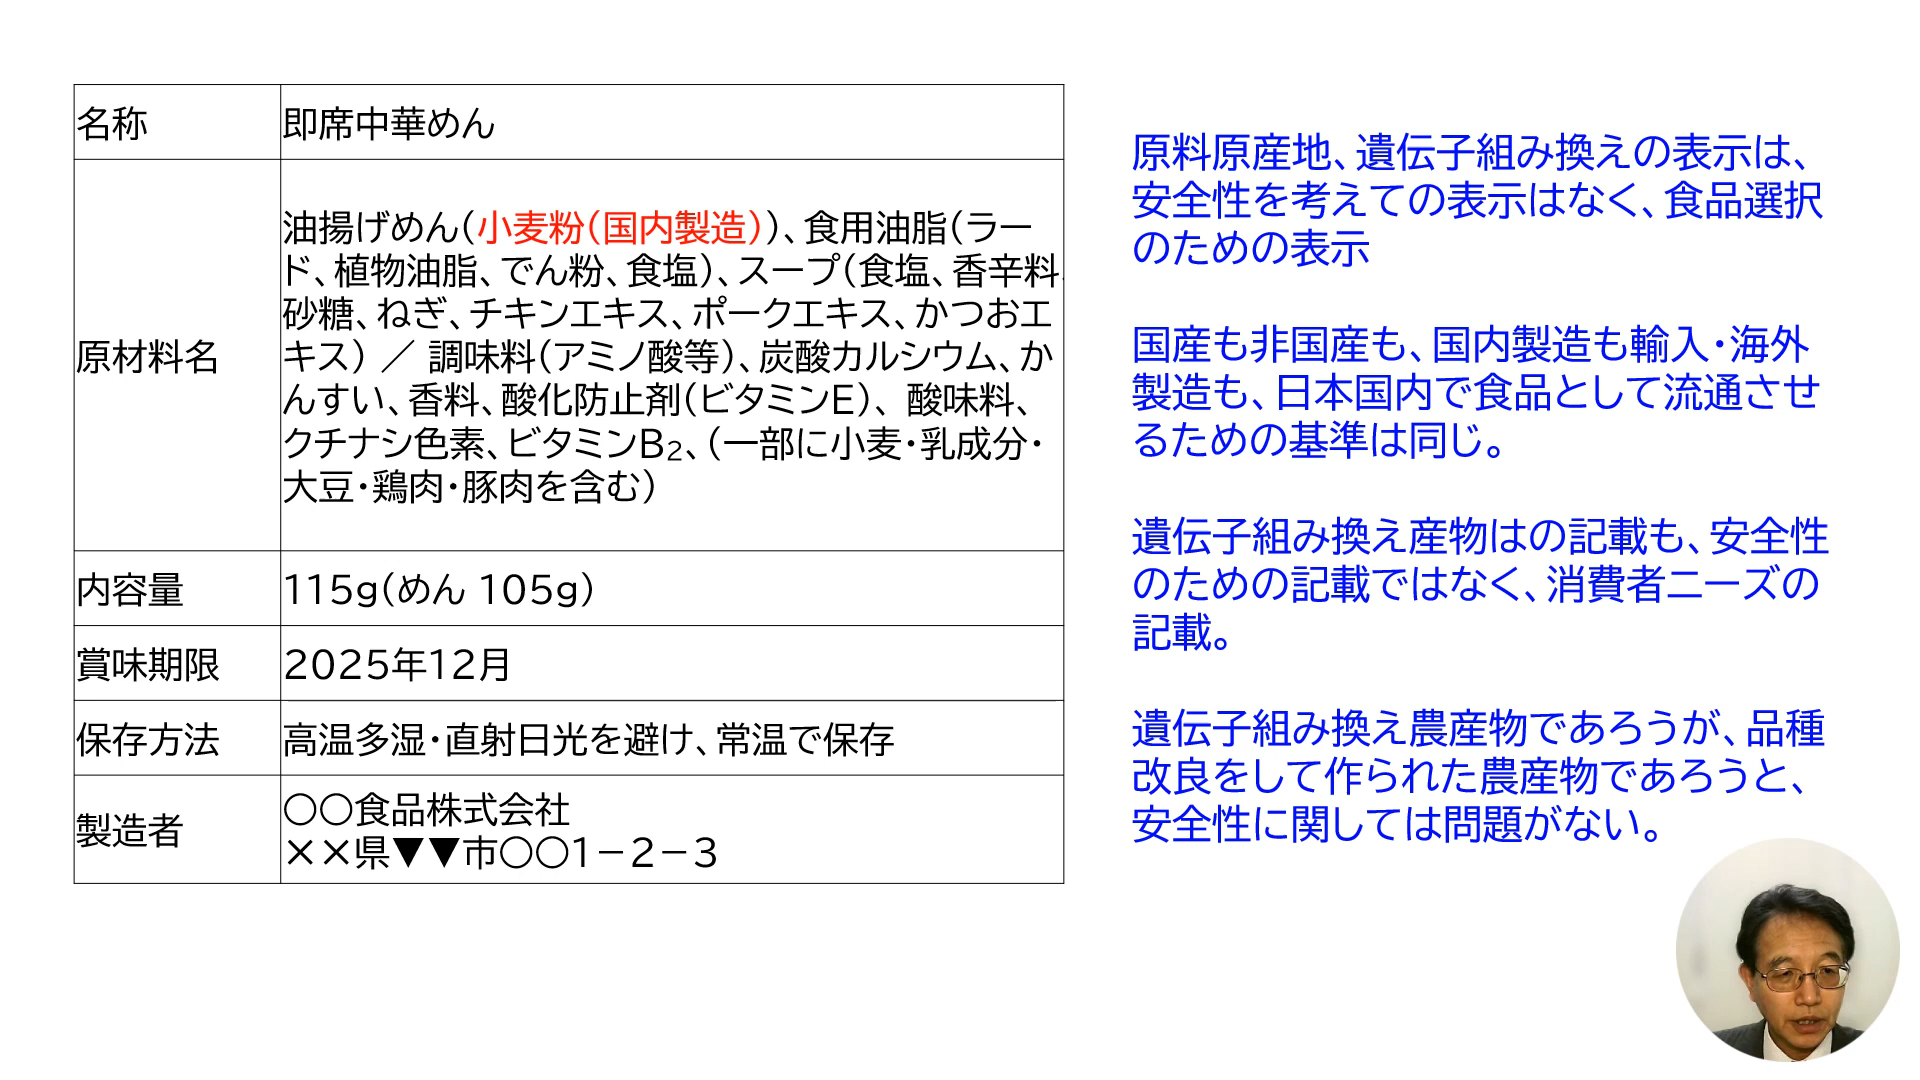 名称
即席中華めん
原材料名
油揚げめん(小麦粉(国内製造))、食用油脂(ラー
ド、植物油脂、でん粉、食塩)、スープ(食塩、香辛料、
砂糖、ねぎ、チキンエキス、ポークエキス、かつおエ
キス) ／ 調味料(アミノ酸等)、炭酸カルシウム、か
んすい、香料、酸化防止剤(ビタミンE)、 酸味料、
クチナシ色素、ビタミンB₂、(一部に小麦・乳成分・
大豆・鶏肉・豚肉を含む)
内容量
115g(めん 105g)
賞味期限
2025年12月
保存方法
高温多湿・直射日光を避け、常温で保存
製造者
○○食品株式会社
××県▼▼市○○1－2－3
原料原産地、遺伝子組み換えの表示は、
安全性を考えての表示はなく、食品選択
のための表示
国産も非国産も、国内製造も輸入・海外
製造も、日本国内で食品として流通させ
るための基準は同じ。
遺伝子組み換え産物はの記載も、安全性
のための記載ではなく、消費者ニーズの
記載。
遺伝子組み換え農産物であろうが、品種
改良をして作られた農産物であろうと、
安全性に関しては問題がない。